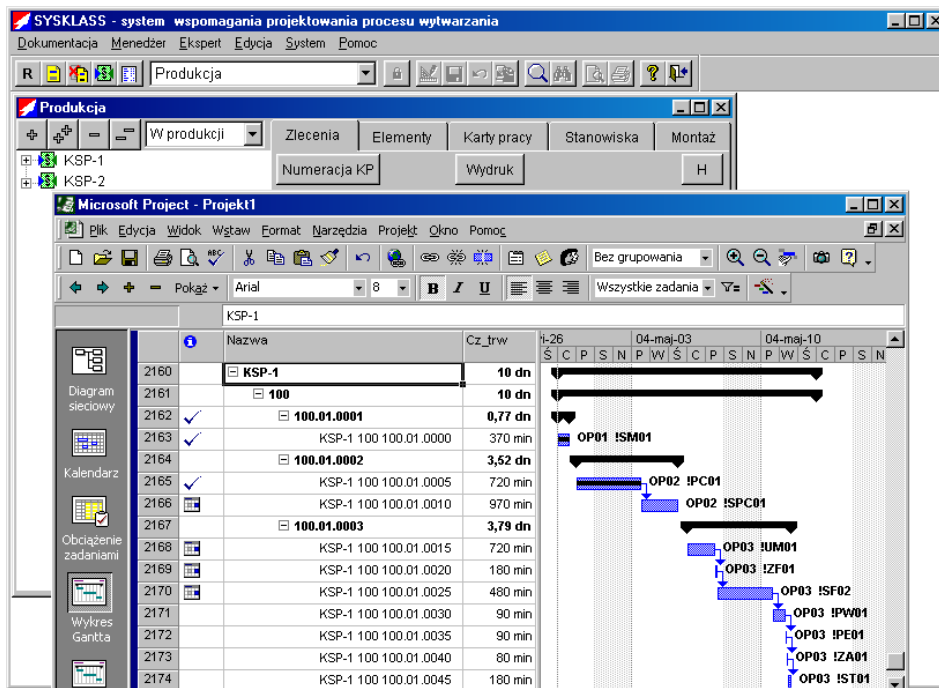 SYSKLASS - system wspomagania projektowania procesu wytwarzania
Dokumentacja Menedżer Ekspert Edycja System Pomoc
R Produkcja
Produkcja
W produkcji Zlecenia Elementy Karty pracy Stanowiska Montaż
KSP-1
Numeracja KP Wydruk H
KSP-2
Microsoft Project - Projekt1
Plik Edycja Widok Wstaw Format Narzędzia Projekt Okno Pomoc
Bez grupowania
Pokaż Arial 8 B I U Wszystkie zadania
KSP-1
Nazwa Cz_trw 'i-26 04-maj-03 04-maj-10
Ś C P S N P W Ś C P S N P W Ś C P S N
2160 KSP-1 10 dn
2161 100 10 dn
Diagram sieciowy
2162 100.01.0001 0,77 dn
2163 KSP-1 100 100.01.0000 370 min OP01 !SM01
2164 100.01.0002 3,52 dn
Kalendarz
2165 KSP-1 100 100.01.0005 720 min OP02 !PC01
2166 KSP-1 100 100.01.0010 970 min OP02 !SPC01
2167 100.01.0003 3,79 dn
Obciążenie zadaniami
2168 KSP-1 100 100.01.0015 720 min OP03 !UM01
2169 KSP-1 100 100.01.0020 180 min OP03 !ZF01
2170 KSP-1 100 100.01.0025 480 min OP03 !SF02
2171 KSP-1 100 100.01.0030 90 min OP03 !PW01
Wykres Gantta
2172 KSP-1 100 100.01.0035 90 min OP03 !PE01
2173 KSP-1 100 100.01.0040 80 min OP03 !ZA01
2174 KSP-1 100 100.01.0045 180 min OP03 !ST01